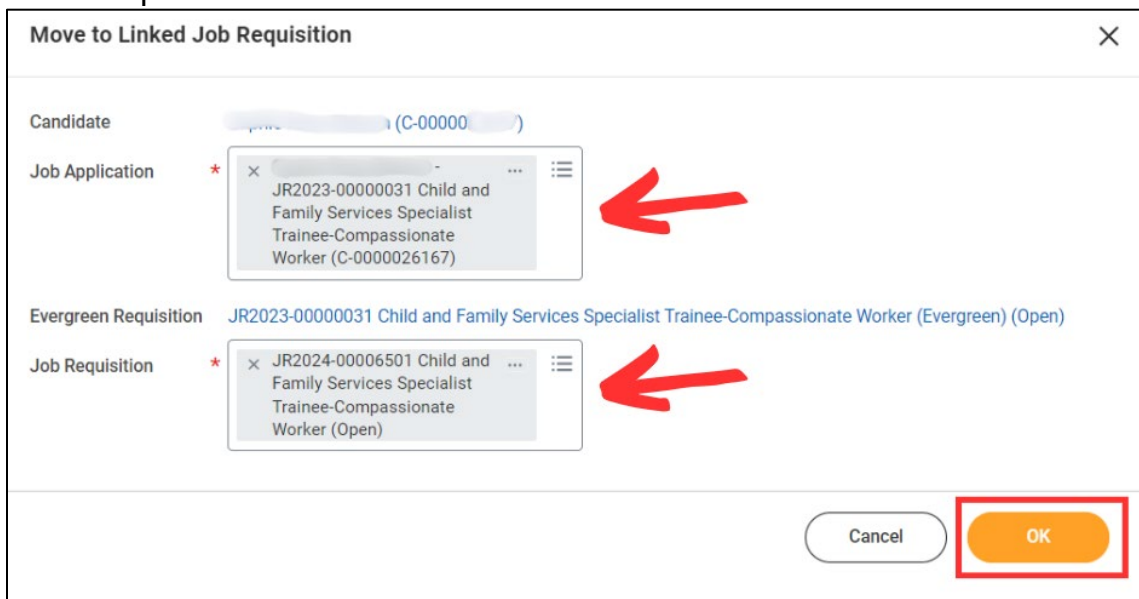 Move to Linked Job Requisition
Candidate
(C-00000
)
Job Application *
-
JR2023-00000031 Child and
Family Services Specialist
Trainee-Compassionate
Worker (C-0000026167)
Evergreen Requisition JR2023-00000031 Child and Family Services Specialist Trainee-Compassionate Worker (Evergreen) (Open)
Job Requisition *
JR2024-00006501 Child and
Family Services Specialist
Trainee-Compassionate
Worker (Open)
Cancel OK